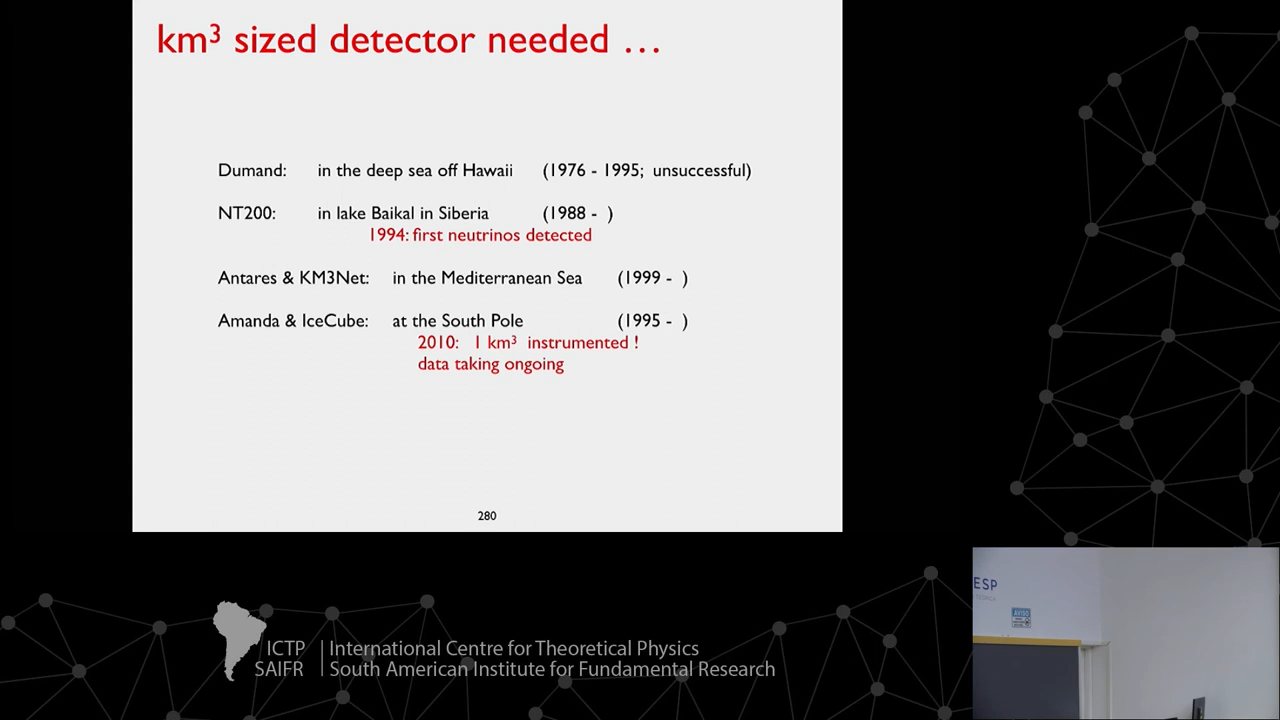 km³ sized detector needed …
Dumand: in the deep sea off Hawaii (1976 - 1995; unsuccessful)
NT200: in lake Baikal in Siberia (1988 - )
1994: first neutrinos detected
Antares & KM3Net: in the Mediterranean Sea (1999 - )
Amanda & IceCube: at the South Pole (1995 - )
2010: 1 km³ instrumented !
data taking ongoing
280
ESP
AVISO
ICTP International Centre for Theoretical Physics
SAIFR South American Institute for Fundamental Research